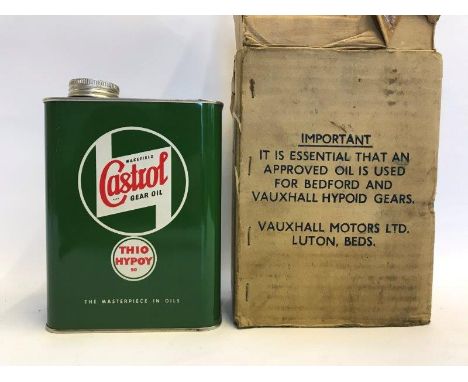 WAKEFIELD
Castrol
GEAR OIL
THIO
HYPOY
90
THE MASTERPIECE IN OILS
IMPORTANT
IT IS ESSENTIAL THAT AN
APPROVED OIL IS USED
FOR BEDFORD AND
VAUXHALL HYPOID GEARS.
VAUXHALL MOTORS LTD.
LUTON, BEDS.